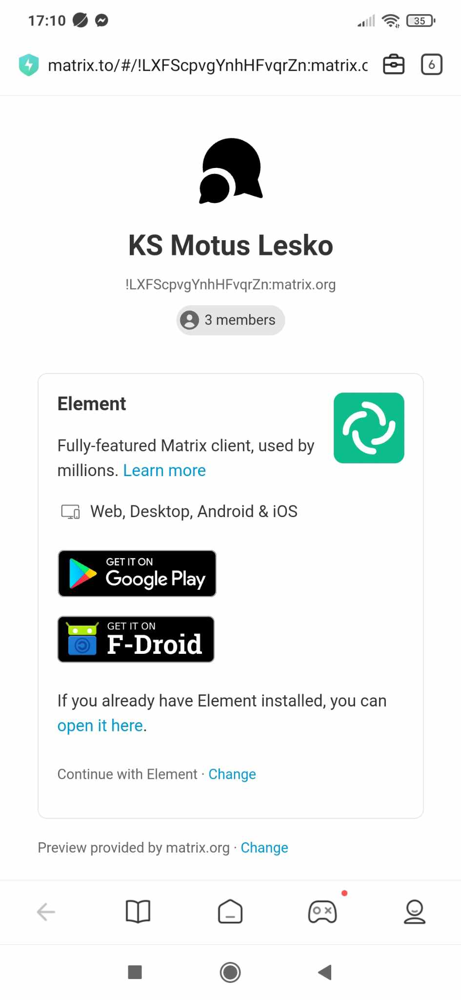 17:10
35
matrix.to/#/!LXFScpvgYnhHFvqrZn:matrix.c
6
KS Motus Lesko
!LXFScpvgYnhHFvqrZn:matrix.org
3 members
Element
Fully-featured Matrix client, used by
millions. Learn more
Web, Desktop, Android & iOS
GET IT ON
Google Play
GET IT ON
F-Droid
If you already have Element installed, you can
open it here.
Continue with Element · Change
Preview provided by matrix.org · Change